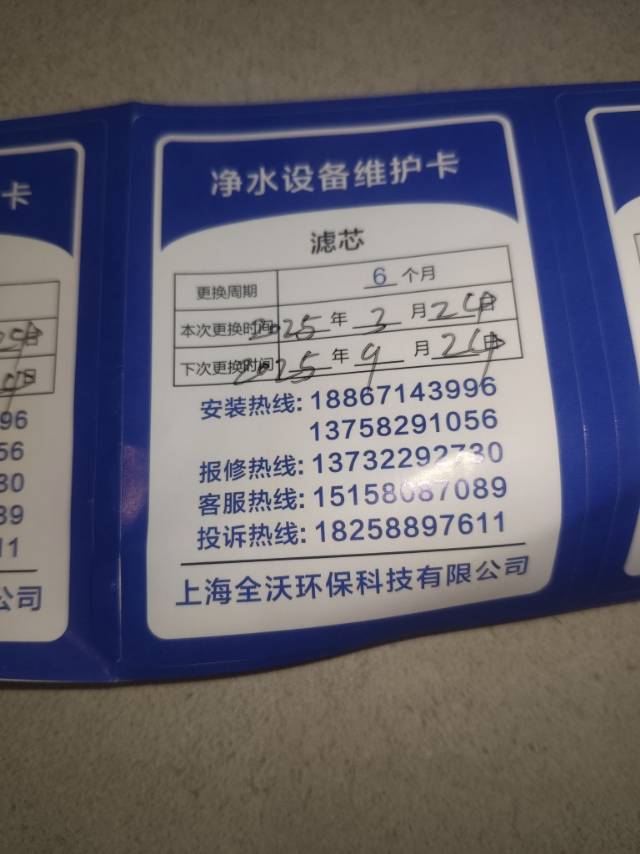 卡
96
56
30
39
11
公司
净水设备维护卡
滤芯
更换周期 6 个月
本次更换时间 2025 年 3 月 24日
下次更换时间 2025 年 9 月 24日
安装热线: 18867143996
13758291056
报修热线: 13732292730
客服热线: 15158087089
投诉热线: 18258897611
上海全沃环保科技有限公司